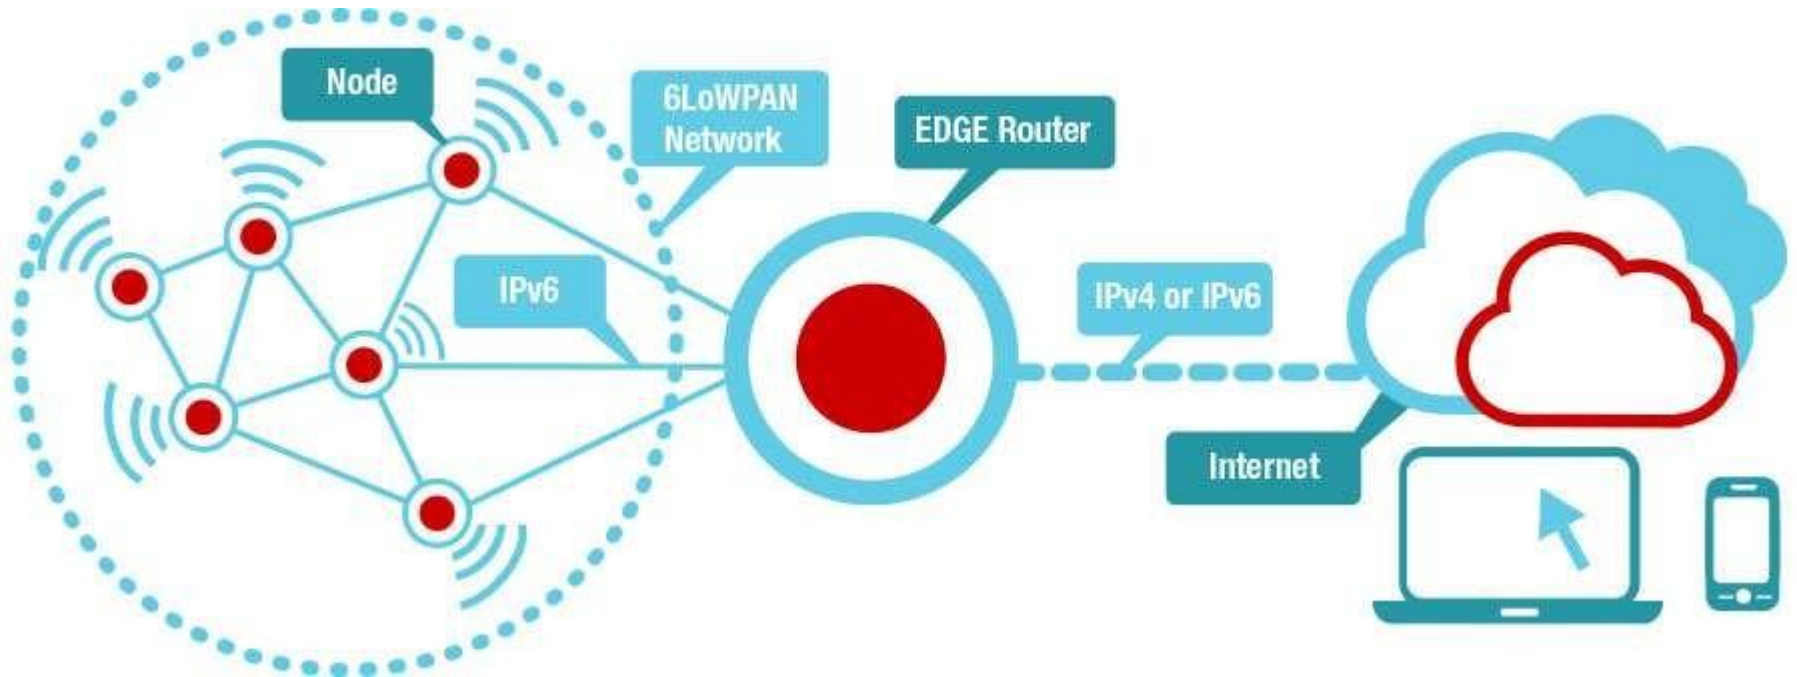 Node
6LoWPAN
Network
EDGE Router
IPv6
IPv4 or IPv6
Internet